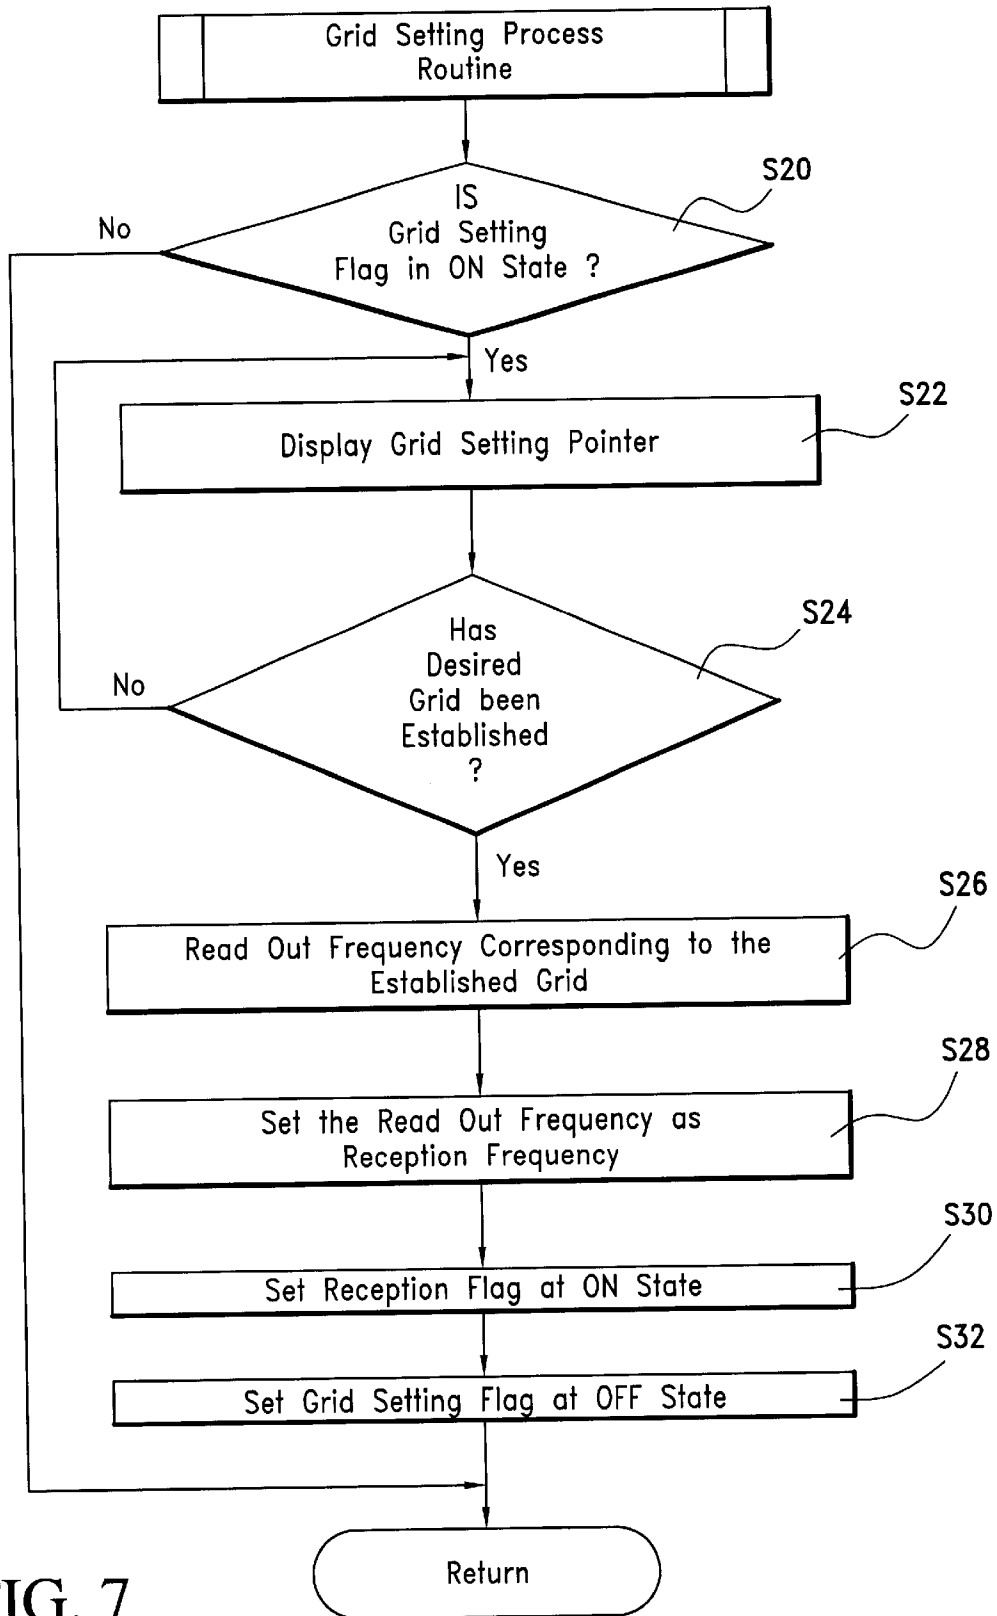 Grid Setting Process
Routine
S20
IS
Grid Setting
Flag in ON State ?
No
Yes
S22
Display Grid Setting Pointer
S24
Has
Desired
Grid been
Established
?
No
Yes
S26
Read Out Frequency Corresponding to the
Established Grid
S28
Set the Read Out Frequency as
Reception Frequency
S30
Set Reception Flag at ON State
S32
Set Grid Setting Flag at OFF State
Return
IG. 7